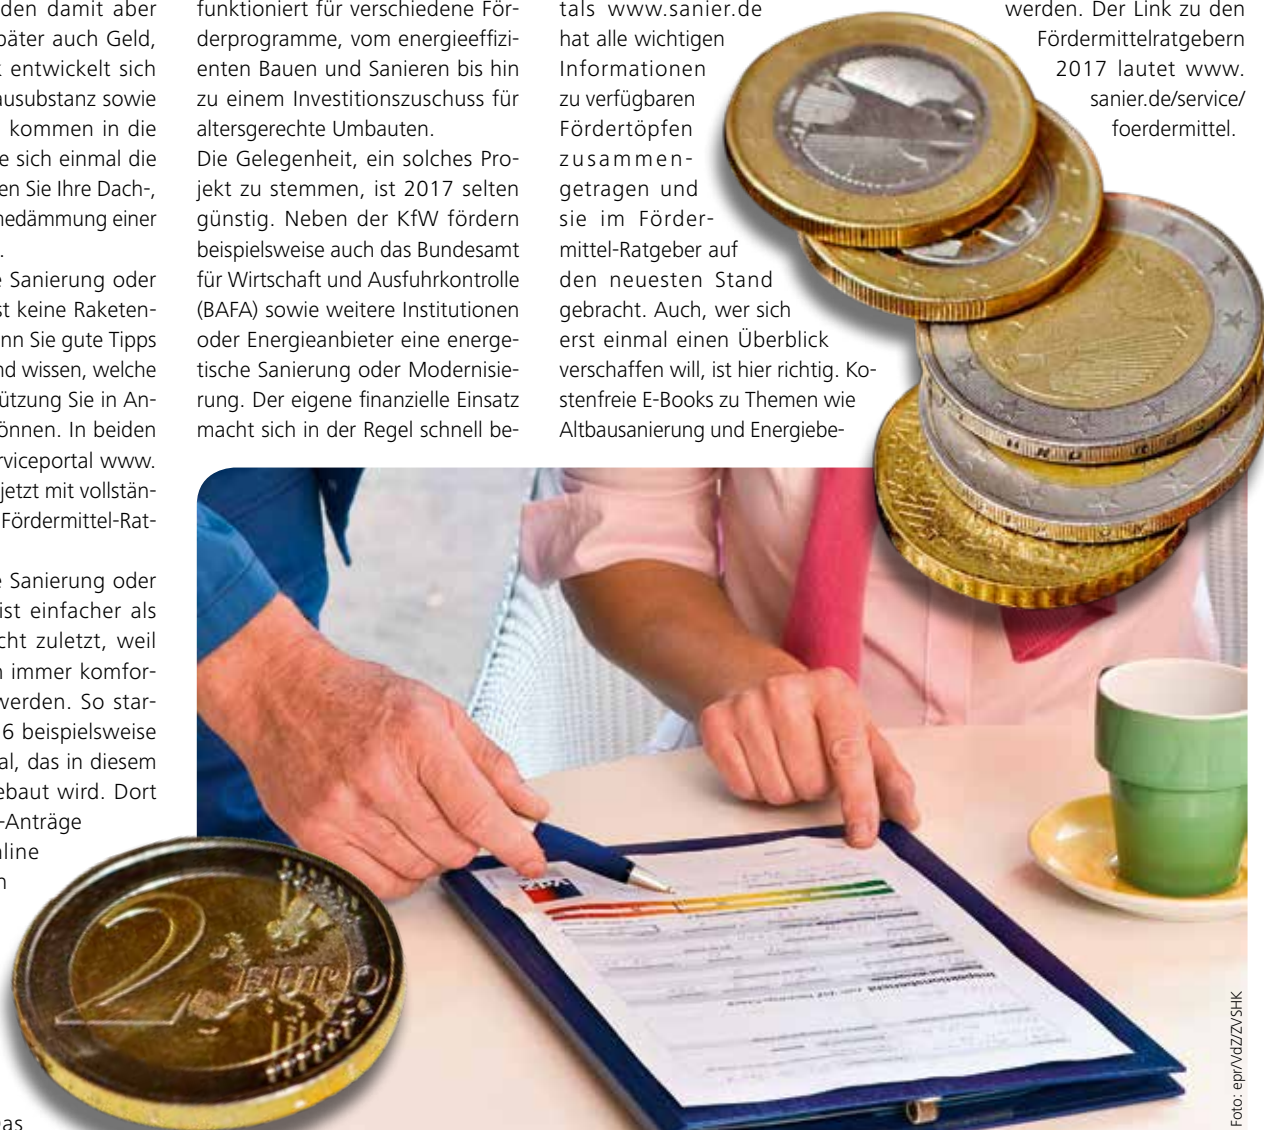 den damit aber
päter auch Geld,
entwickelt sich
ausubstanz sowie
kommen in die
e sich einmal die
en Sie Ihre Dach-,
nedämmung einer
.
e Sanierung oder
st keine Raketen-
nn Sie gute Tipps
nd wissen, welche
ützung Sie in An-
önnen. In beiden
rviceportal www.
jetzt mit vollstän-
Fördermittel-Rat-
e Sanierung oder
ist einfacher als
cht zuletzt, weil
n immer komfor-
werden. So star-
6 beispielsweise
al, das in diesem
ebaut wird. Dort
-Anträge
nline
n
as
funktioniert für verschiedene För-
derprogramme, vom energieeffizi-
enten Bauen und Sanieren bis hin
zu einem Investitionszuschuss für
altersgerechte Umbauten.
Die Gelegenheit, ein solches Pro-
jekt zu stemmen, ist 2017 selten
günstig. Neben der KfW fördern
beispielsweise auch das Bundesamt
für Wirtschaft und Ausfuhrkontrolle
(BAFA) sowie weitere Institutionen
oder Energieanbieter eine energe-
tische Sanierung oder Modernisie-
rung. Der eigene finanzielle Einsatz
macht sich in der Regel schnell be-
tals www.sanier.de
hat alle wichtigen
Informationen
zu verfügbaren
Fördertöpfen
zusammen-
getragen und
sie im Förder-
mittel-Ratgeber auf
den neuesten Stand
gebracht. Auch, wer sich
erst einmal einen Überblick
verschaffen will, ist hier richtig. Ko-
stenfreie E-Books zu Themen wie
Altbausanierung und Energiebe-
werden. Der Link zu den
Fördermittelratgebern
2017 lautet www.
sanier.de/service/
foerdermittel.
2 EURO
Inspektionsbericht
Foto: epr/VdZ/ZVSHK